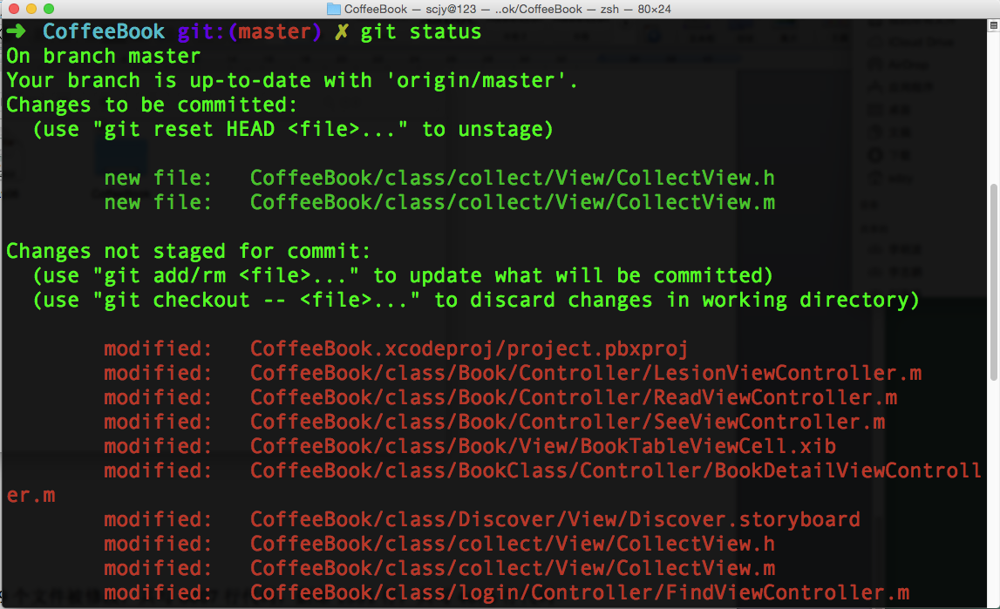 CoffeeBook — scjy@123 — ..ok/CoffeeBook — zsh — 80×24
➜ CoffeeBook git:(master) ✗ git status
On branch master
Your branch is up-to-date with 'origin/master'.
Changes to be committed:
(use "git reset HEAD <file>..." to unstage)
new file: CoffeeBook/class/collect/View/CollectView.h
new file: CoffeeBook/class/collect/View/CollectView.m
Changes not staged for commit:
(use "git add/rm <file>..." to update what will be committed)
(use "git checkout -- <file>..." to discard changes in working directory)
modified: CoffeeBook.xcodeproj/project.pbxproj
modified: CoffeeBook/class/Book/Controller/LesionViewController.m
modified: CoffeeBook/class/Book/Controller/ReadViewController.m
modified: CoffeeBook/class/Book/Controller/SeeViewController.m
modified: CoffeeBook/class/Book/View/BookTableViewCell.xib
modified: CoffeeBook/class/BookClass/Controller/BookDetailViewControll
er.m
modified: CoffeeBook/class/Discover/View/Discover.storyboard
modified: CoffeeBook/class/collect/View/CollectView.h
modified: CoffeeBook/class/collect/View/CollectView.m
modified: CoffeeBook/class/login/Controller/FindViewController.m